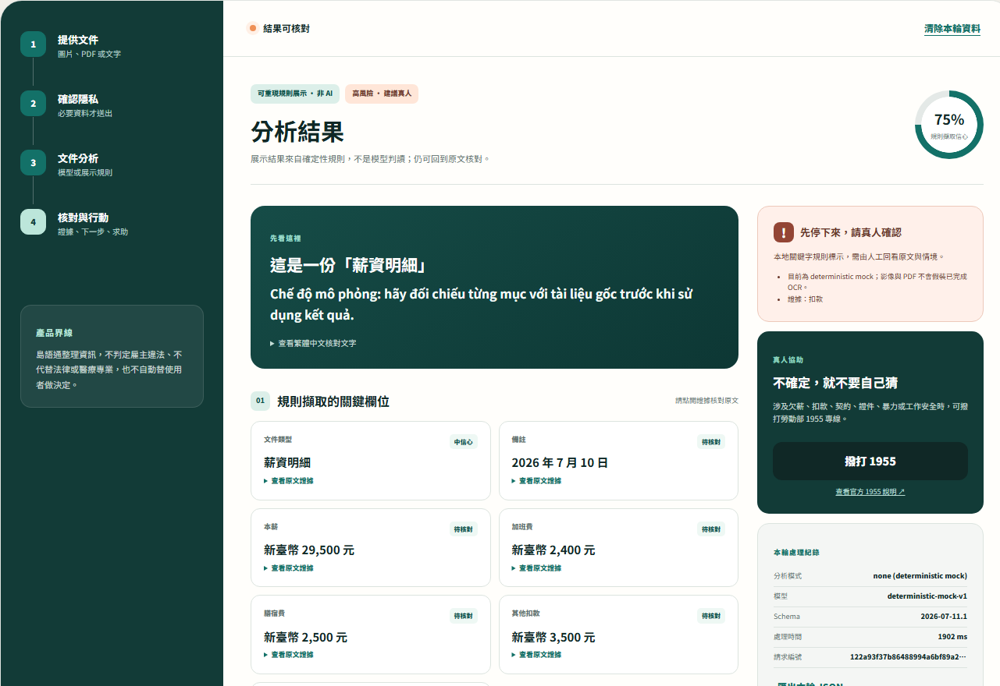 1
提供文件
圖片、PDF 或文字
2
確認隱私
必要資料才送出
3
文件分析
模型或展示規則
4
核對與行動
證據、下一步、求助
產品界線
島語通整理資訊，不判定雇主違法、不
代替法律或醫療專業，也不自動替使用
者做決定。
結果可核對
清除本輪資料
可重現規則展示・非 AI
高風險・建議真人
分析結果
展示結果來自確定性規則，不是模型判讀；仍可回到原文核對。
75%
規則擷取信心
先看這裡
這是一份「薪資明細」
Chế độ mô phỏng: hãy đối chiếu từng mục với tài liệu gốc trước khi sử
dụng kết quả.
▶ 查看繁體中文核對文字
01
規則擷取的關鍵欄位
請點開證據核對原文
文件類型
中信心
薪資明細
▶ 查看原文證據
備註
待核對
2026 年 7 月 10 日
▶ 查看原文證據
本薪
待核對
新臺幣 29,500 元
▶ 查看原文證據
加班費
待核對
新臺幣 2,400 元
▶ 查看原文證據
膳宿費
待核對
新臺幣 2,500 元
▶ 查看原文證據
其他扣款
待核對
新臺幣 3,500 元
▶ 查看原文證據
!
先停下來，請真人確認
本地關鍵字規則標示，需由人工回看原文與情境。
• 目前為 deterministic mock；影像與 PDF 不會假裝已完成
OCR。
• 證據：扣款
真人協助
不確定，就不要自己猜
涉及欠薪、扣款、契約、證件、暴力或工作安全時，可撥
打勞動部 1955 專線。
撥打 1955
查看官方 1955 說明 ↗
本輪處理紀錄
分析模式
none (deterministic mock)
模型
deterministic-mock-v1
Schema
2026-07-11.1
處理時間
1902 ms
請求編號
122a93f37b86488994a6bf89a2…
匯出本輪 JSON